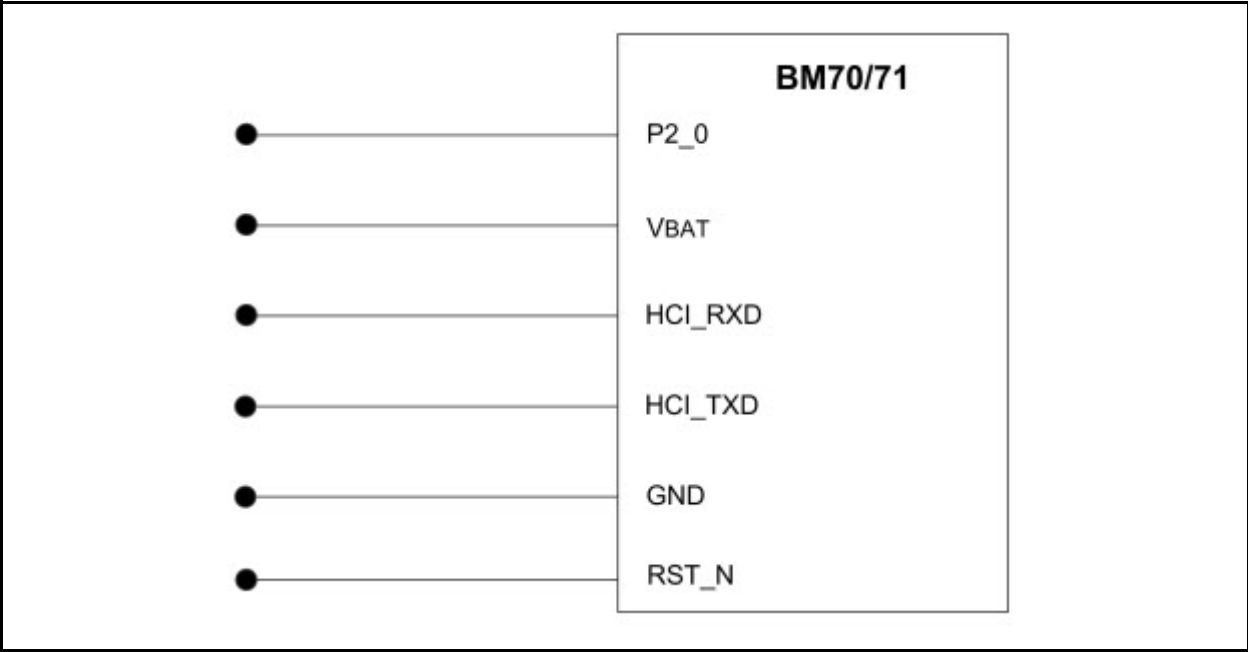 BM70/71
P2_0
VBAT
HCI_RXD
HCI_TXD
GND
RST_N